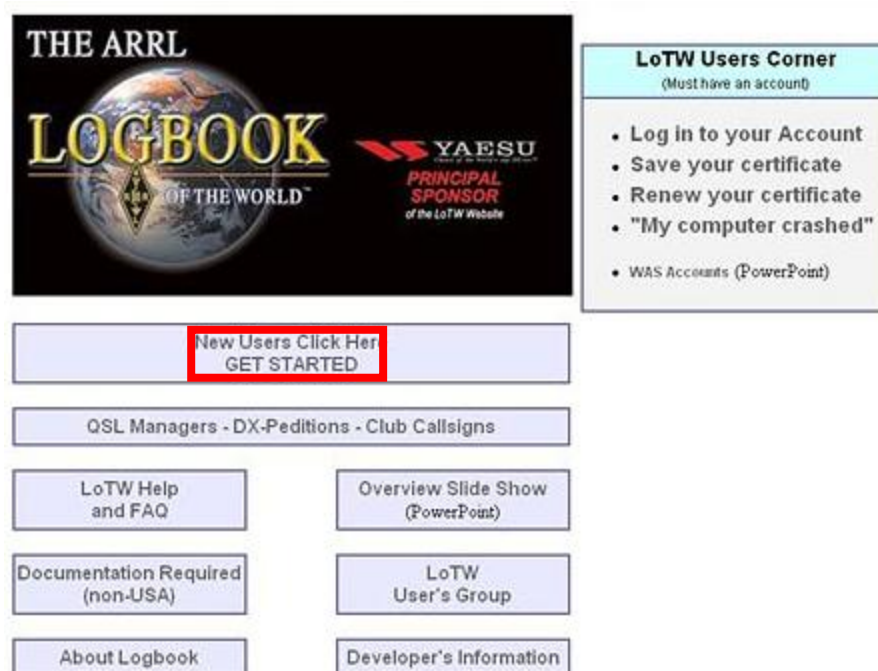 THE ARRL
LOGBOOK
OF THE WORLD™
YAESU
PRINCIPAL
SPONSOR
of the LoTW Website
LoTW Users Corner
(Must have an account)
• Log in to your Account
• Save your certificate
• Renew your certificate
• "My computer crashed"
• WAS Accounts (PowerPoint)
New Users Click Here
GET STARTED
QSL Managers - DX-Peditions - Club Callsigns
LoTW Help
and FAQ
Overview Slide Show
(PowerPoint)
Documentation Required
(non-USA)
LoTW
User's Group
About Logbook
Developer's Information